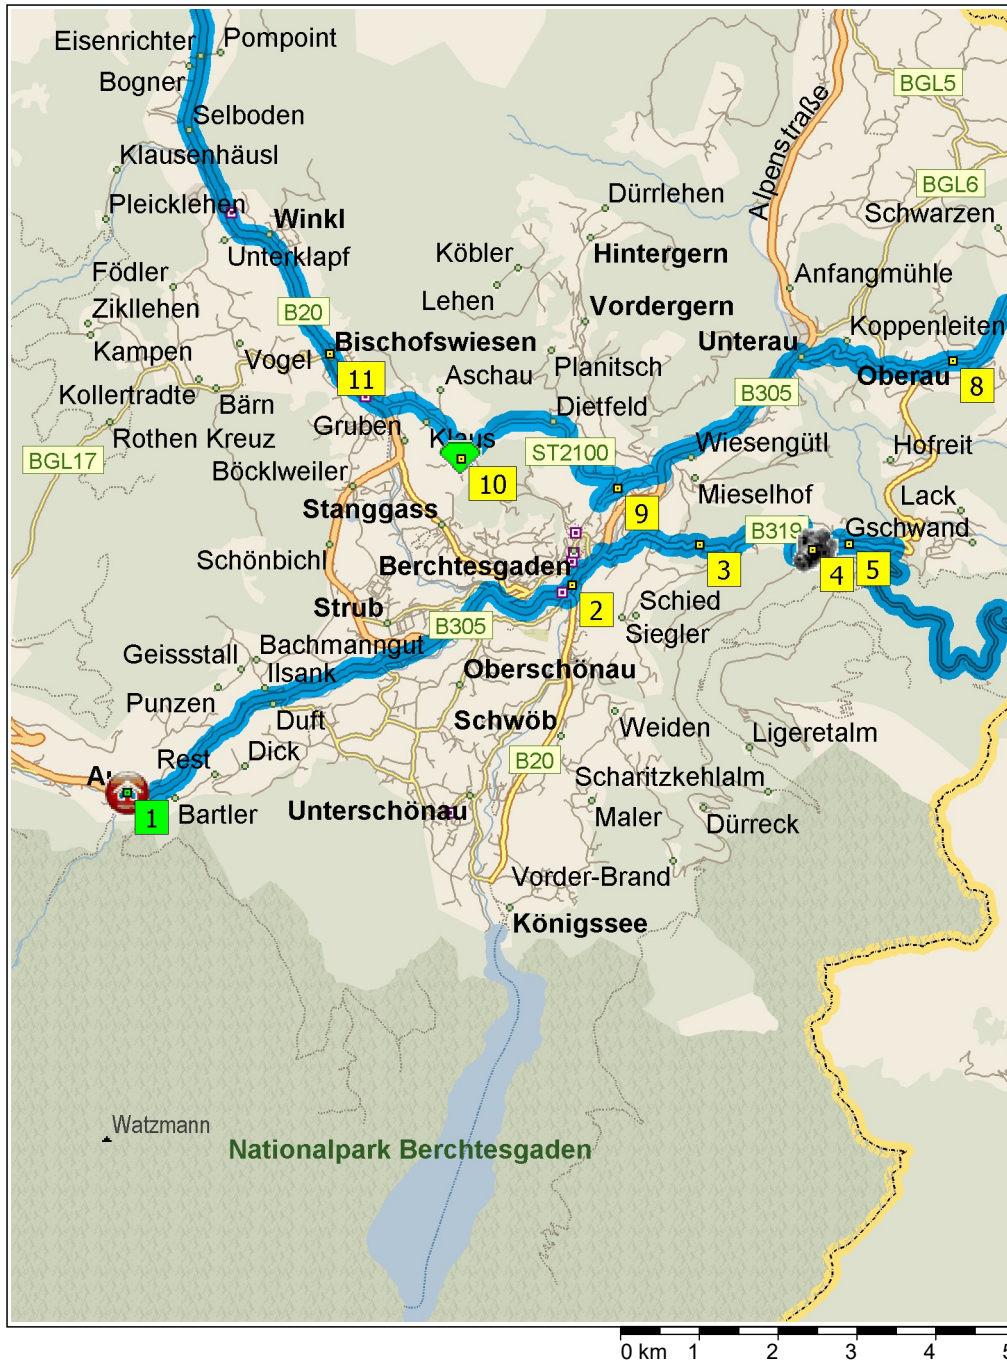 Eisenrichter
Pompoint
Bogner
BGL5
Selboden
Alpenstraße
Klausenhäusl
BGL6
Pleicklehen
Dürrlehen
Schwarzen
Winkl
Unterklapf
Köbler
Hintergern
Födler
Anfangmühle
Lehen
Zikllehen
B20
Vordergern
Koppenleiten
Kampen
Vogel
Bischofswiesen
Unterau
Planitsch
11
Aschau
Oberau
8
Kollertradte
Bärn
B305
Dietfeld
Gruben
Klaus
Rothen Kreuz
ST2100
Wiesengütl
Hofreit
BGL17
Böcklweiler
10
Mieselhof
Lack
Stanggass
9
B319
Gschwand
Schönbichl
Berchtesgaden
3
4
5
Strub
2
Schied
B305
Siegler
Geissstall
Bachmanngut
Ilsank
Oberschönau
Punzen
Duft
Schwöb
Weiden
Ligeretalm
Rest
Dick
B20
Scharitzkehlalm
1
Bartler
Unterschönau
Maler
Dürreck
Vorder-Brand
Königssee
Watzmann
Nationalpark Berchtesgaden
0 km 1 2 3 4